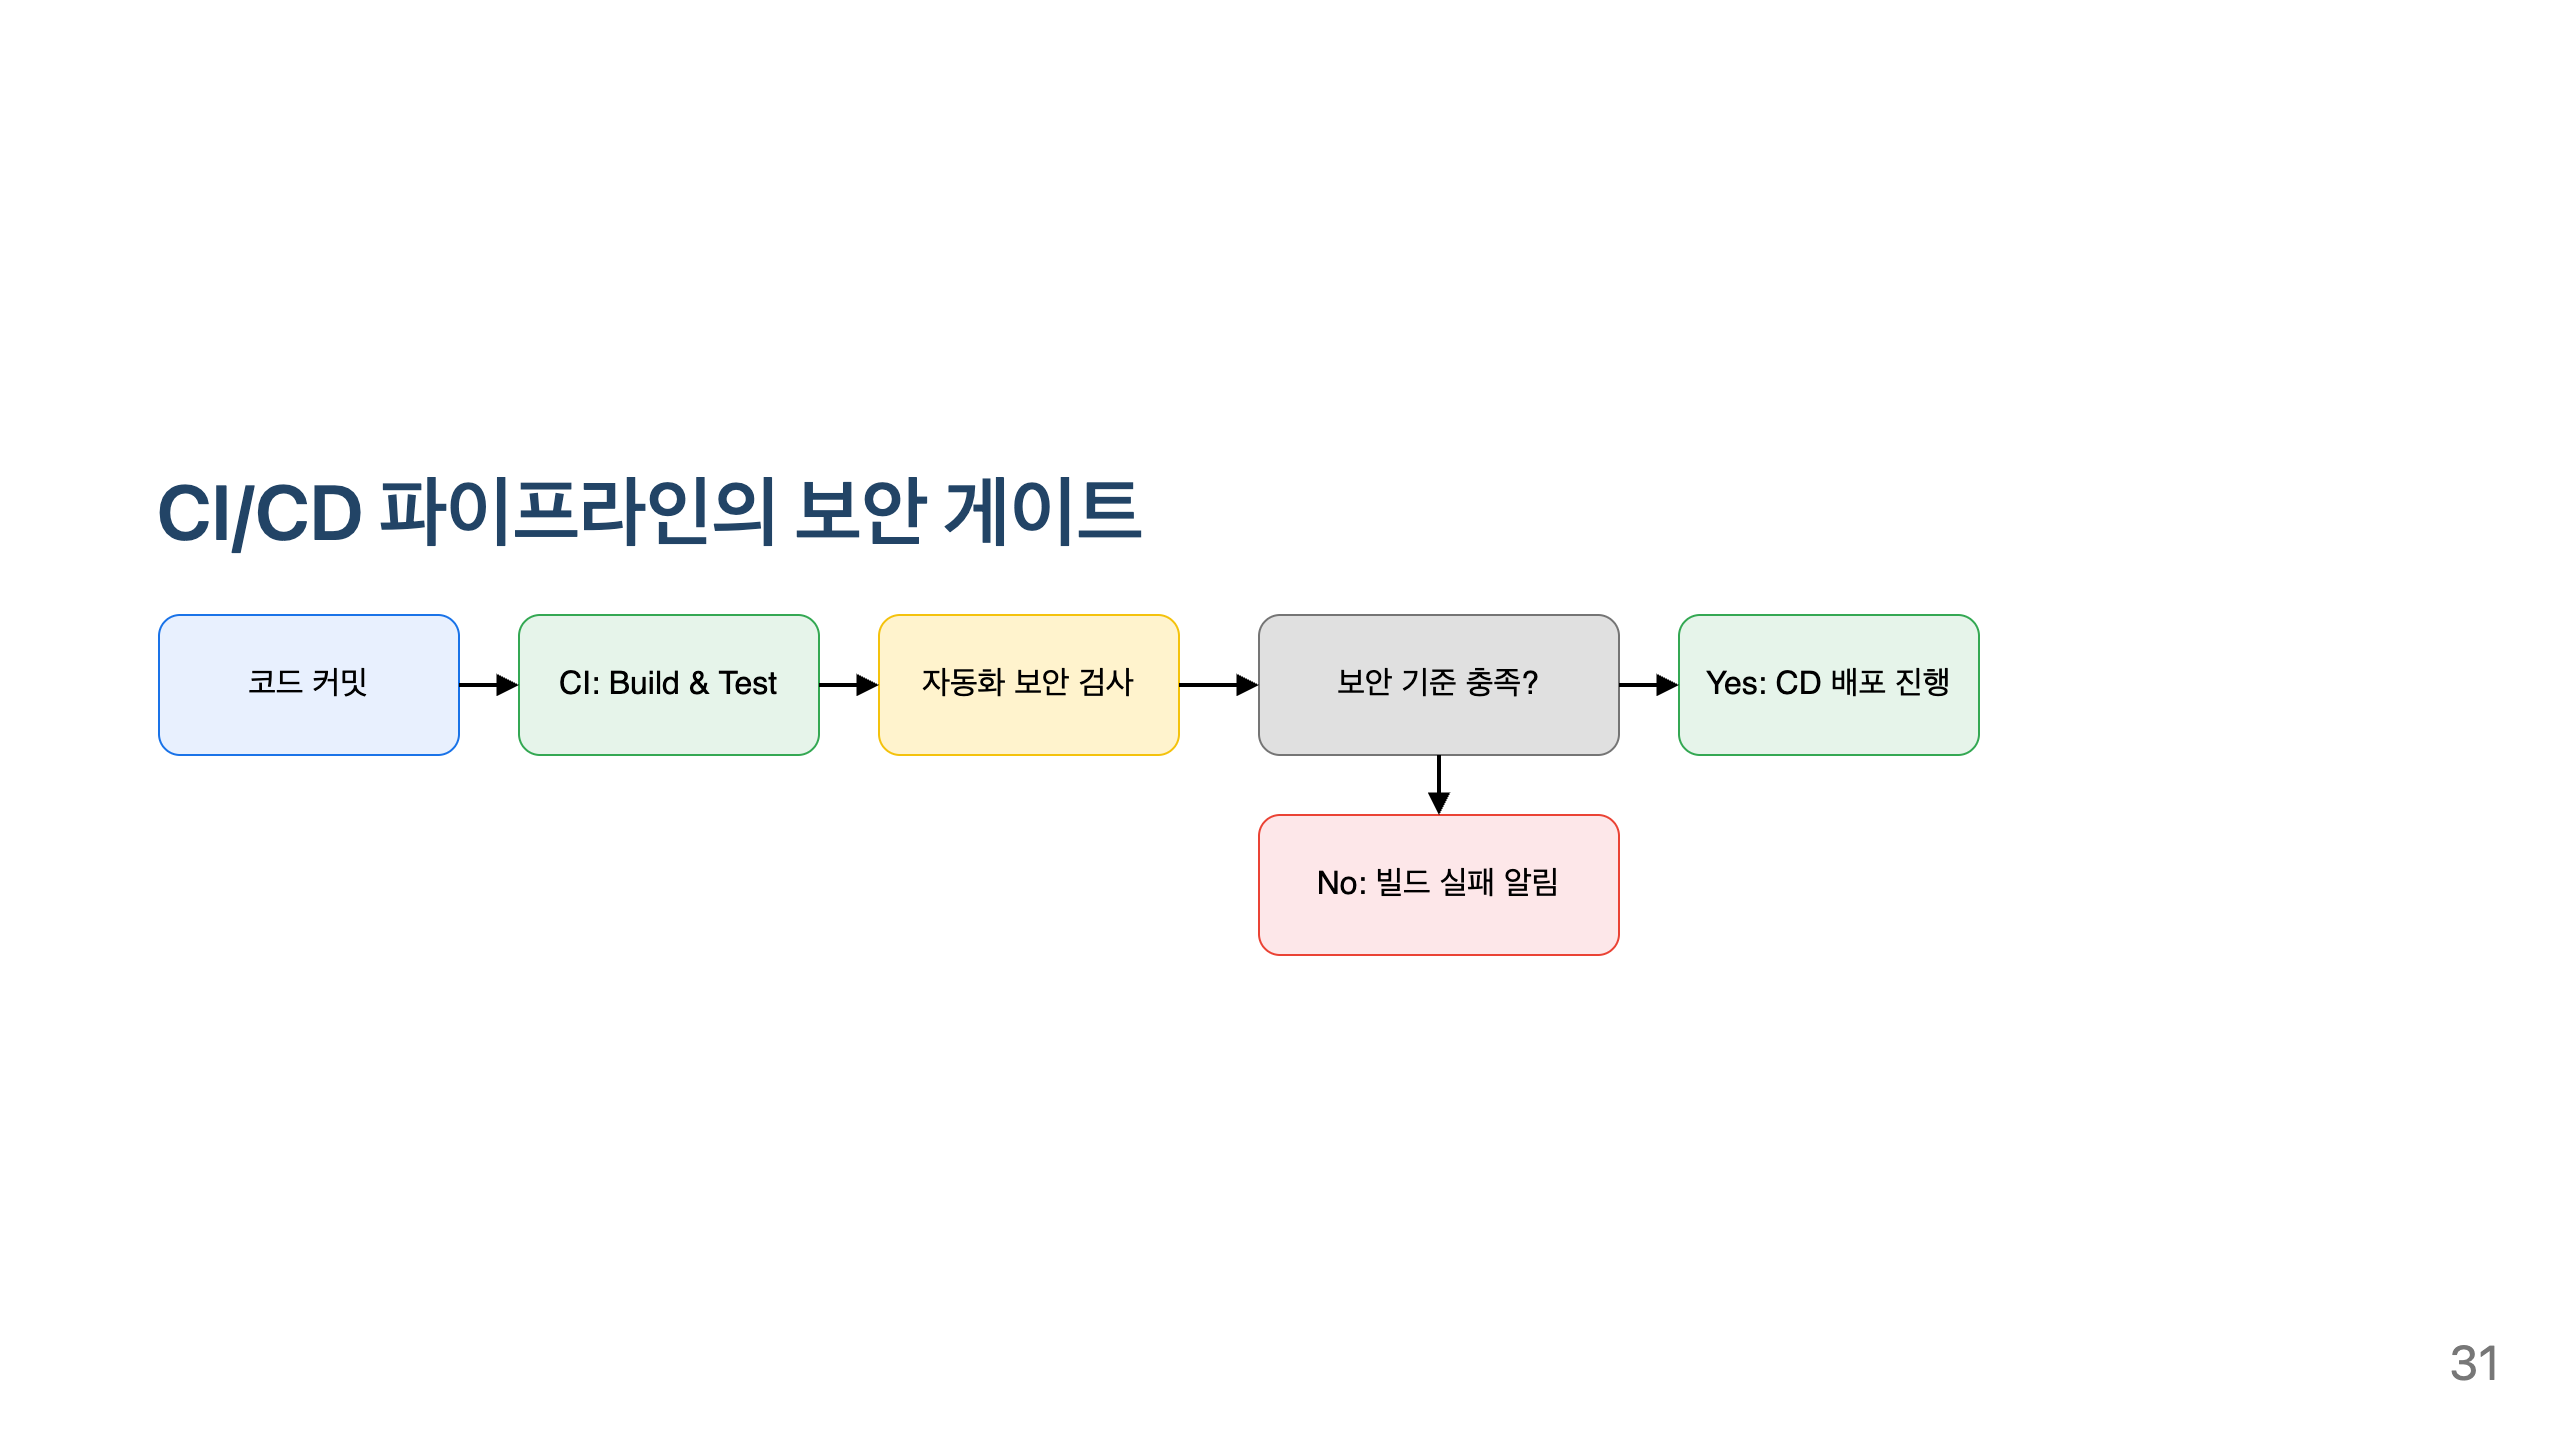 CI/CD 파이프라인의 보안 게이트
코드 커밋
CI: Build & Test
자동화 보안 검사
보안 기준 충족?
Yes: CD 배포 진행
No: 빌드 실패 알림
31